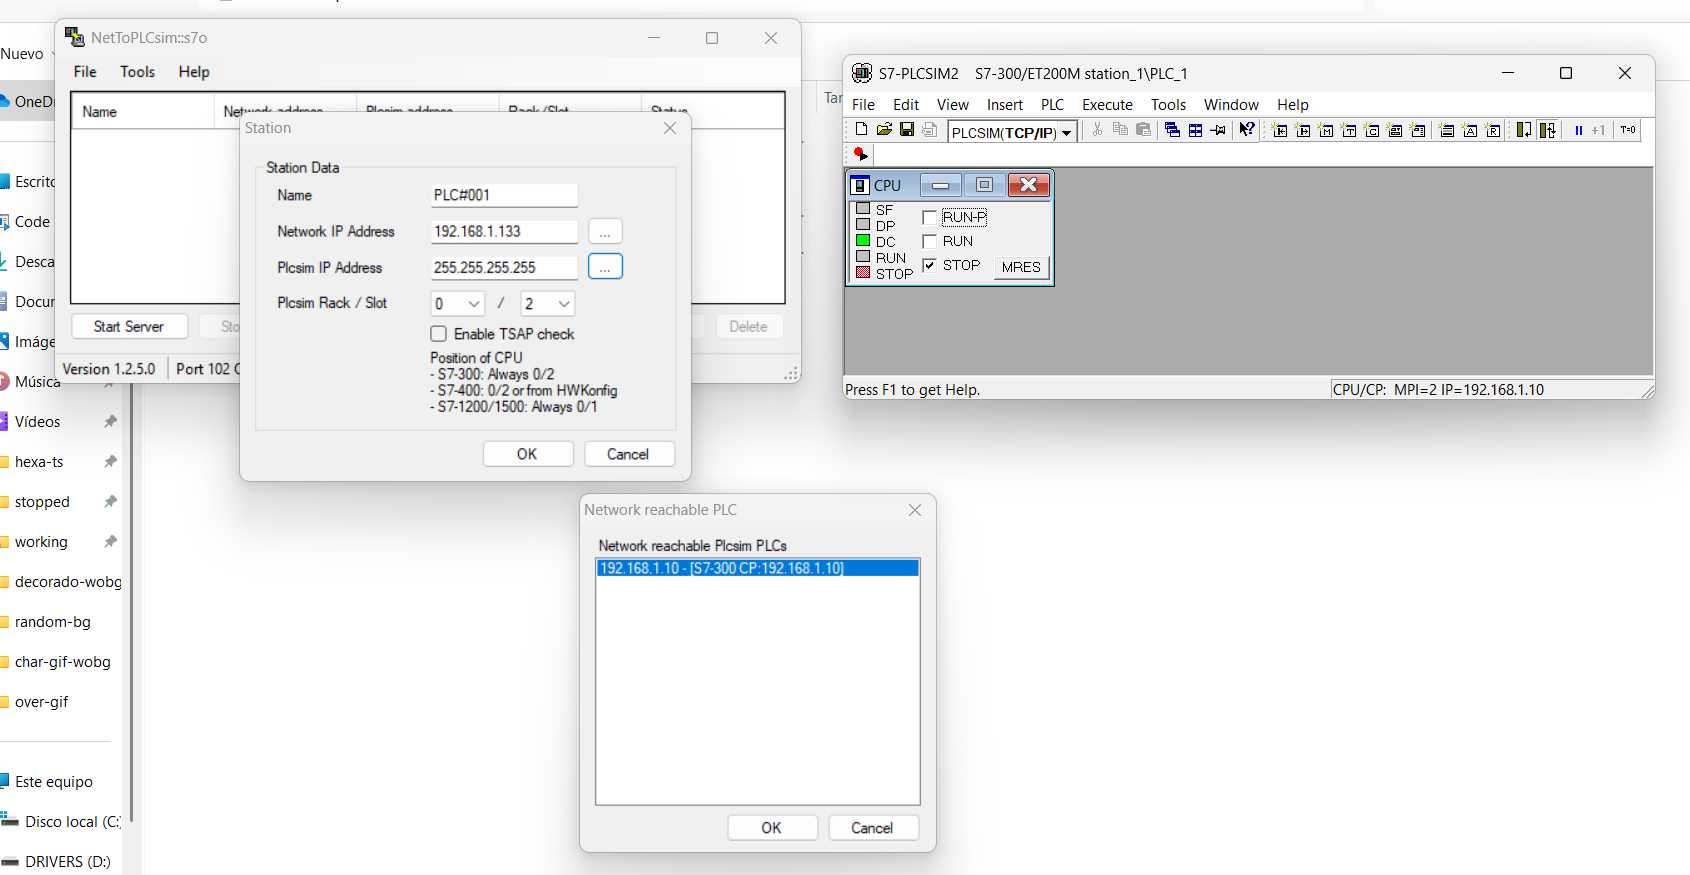 Nuevo
OneDr
Escrito
Code
Desca
Docur
Imáge
Música
Vídeos
hexa-ts
stopped
working
decorado-wobg
random-bg
char-gif-wobg
over-gif
Este equipo
Disco local (C:)
DRIVERS (D:)
Tar
NetToPLCsim::s7o
File Tools Help
Name Network address Plcsim address Rack/Slot Status
Start Server Sto Delete
Version 1.2.5.0 Port 102 O
Station
Station Data
Name PLC#001
Network IP Address 192.168.1.133 ...
Plcsim IP Address 255.255.255.255 ...
Plcsim Rack / Slot 0 / 2
Enable TSAP check
Position of CPU
- S7-300: Always 0/2
- S7-400: 0/2 or from HWKonfig
- S7-1200/1500: Always 0/1
OK Cancel
Network reachable PLC
Network reachable Plcsim PLCs
192.168.1.10 - [S7-300 CP:192.168.1.10]
OK Cancel
S7-PLCSIM2 S7-300/ET200M station_1\PLC_1
File Edit View Insert PLC Execute Tools Window Help
PLCSIM(TCP/IP) +1 T=0
CPU
SF
DP
DC
RUN
STOP
RUN-P
RUN
STOP MRES
Press F1 to get Help. CPU/CP: MPI=2 IP=192.168.1.10